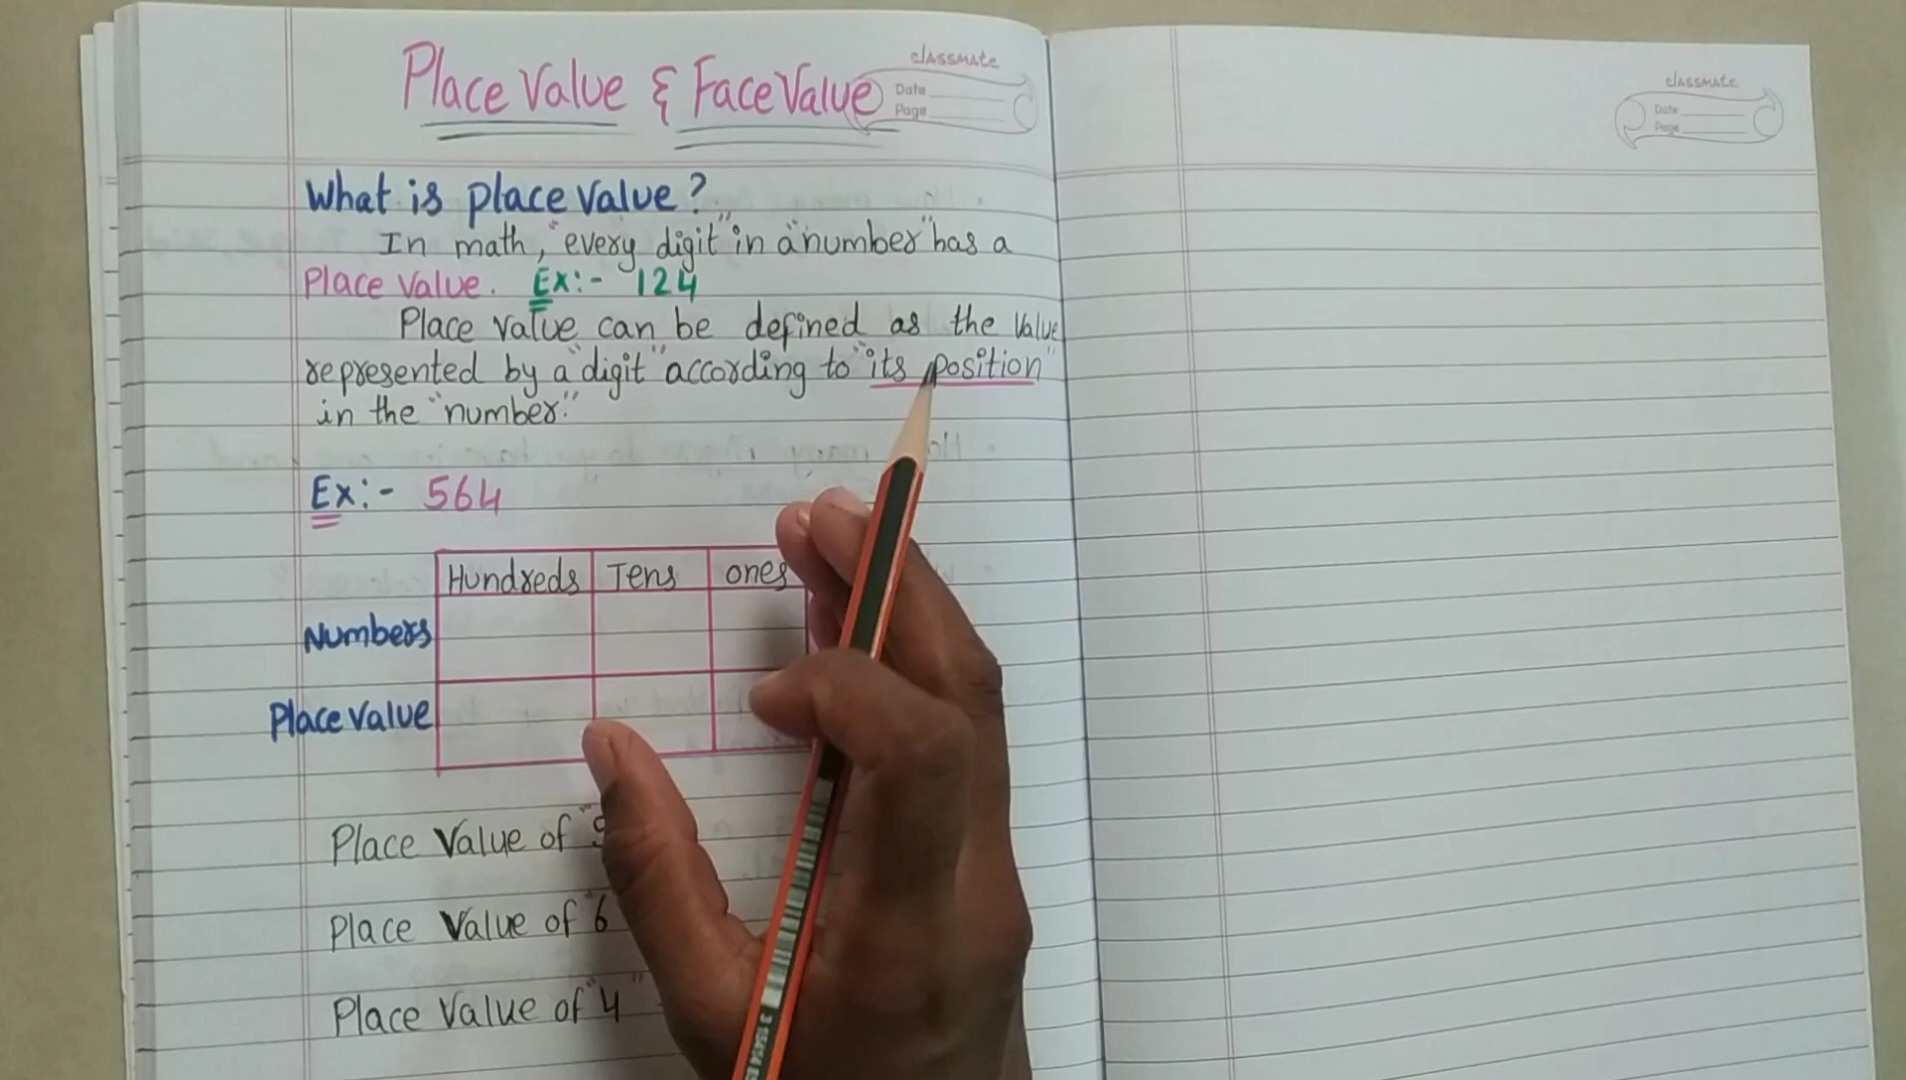 Place Value & Face Value
classmate
Date
Page
What is place value?
In math, "every digit" in a "number" has a
Place value. Ex:- 124
Place value can be defined as the value
represented by a "digit" according to "its position"
in the "number."
Ex:- 564
Hundreds Tens ones
Numbers
Place value
Place Value of "5
Place Value of "6
Place Value of "4"
classmate
Date
Page